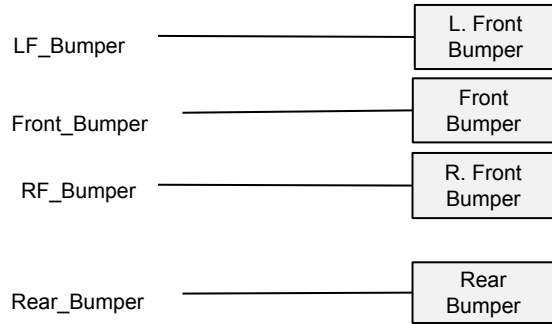 LF_Bumper
L. Front
Bumper
Front_Bumper
Front
Bumper
RF_Bumper
R. Front
Bumper
Rear_Bumper
Rear
Bumper